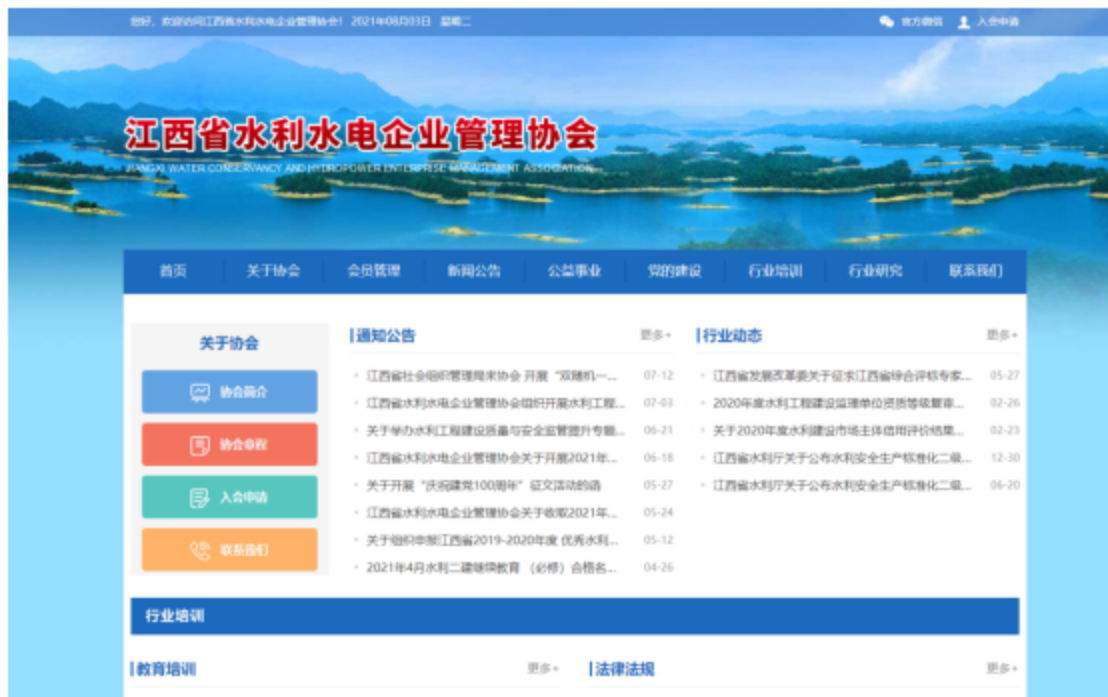 您好，欢迎访问江西省水利水电企业管理协会！ 2021年08月03日 星期二
官方微信 入会申请
江西省水利水电企业管理协会
JIANGXI WATER CONSERVANCY AND HYDROPOWER ENTERPRISE MANAGEMENT ASSOCIATION
首页 关于协会 会员管理 新闻公告 公益事业 党的建设 行业培训 行业研究 联系我们
关于协会
协会简介
协会章程
入会申请
联系我们
通知公告 更多+
江西省社会组织管理局来协会 开展“双随机一... 07-12
江西省水利水电企业管理协会组织开展水利工程... 07-03
关于举办水利工程建设质量与安全监管提升专题... 06-21
江西省水利水电企业管理协会关于开展2021年... 06-18
关于开展“庆祝建党100周年”征文活动的函 05-27
江西省水利水电企业管理协会关于收取2021年... 05-24
关于组织申报江西省2019-2020年度 优秀水利... 05-12
2021年4月水利二建继续教育 （必修）合格名... 04-26
行业动态 更多+
江西省发展改革委关于征求江西省综合评标专家... 05-27
2020年度水利工程建设监理单位资质等级复审... 02-26
关于2020年度水利建设市场主体信用评价结果... 02-23
江西省水利厅关于公布水利安全生产标准化二级... 12-30
江西省水利厅关于公布水利安全生产标准化二级... 06-20
行业培训
教育培训 更多+
法律法规 更多+